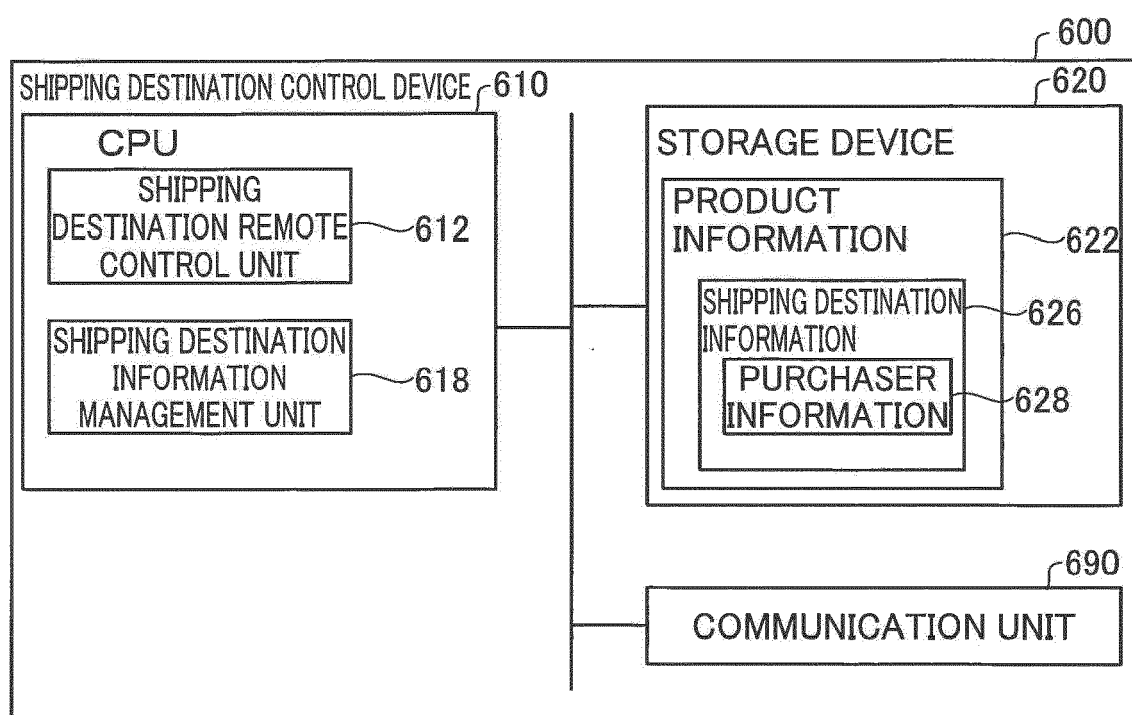 600
SHIPPING DESTINATION CONTROL DEVICE
610
620
CPU
STORAGE DEVICE
SHIPPING
DESTINATION REMOTE
CONTROL UNIT
612
PRODUCT
INFORMATION
622
SHIPPING DESTINATION
INFORMATION
626
SHIPPING DESTINATION
INFORMATION
MANAGEMENT UNIT
618
PURCHASER
INFORMATION
628
690
COMMUNICATION UNIT